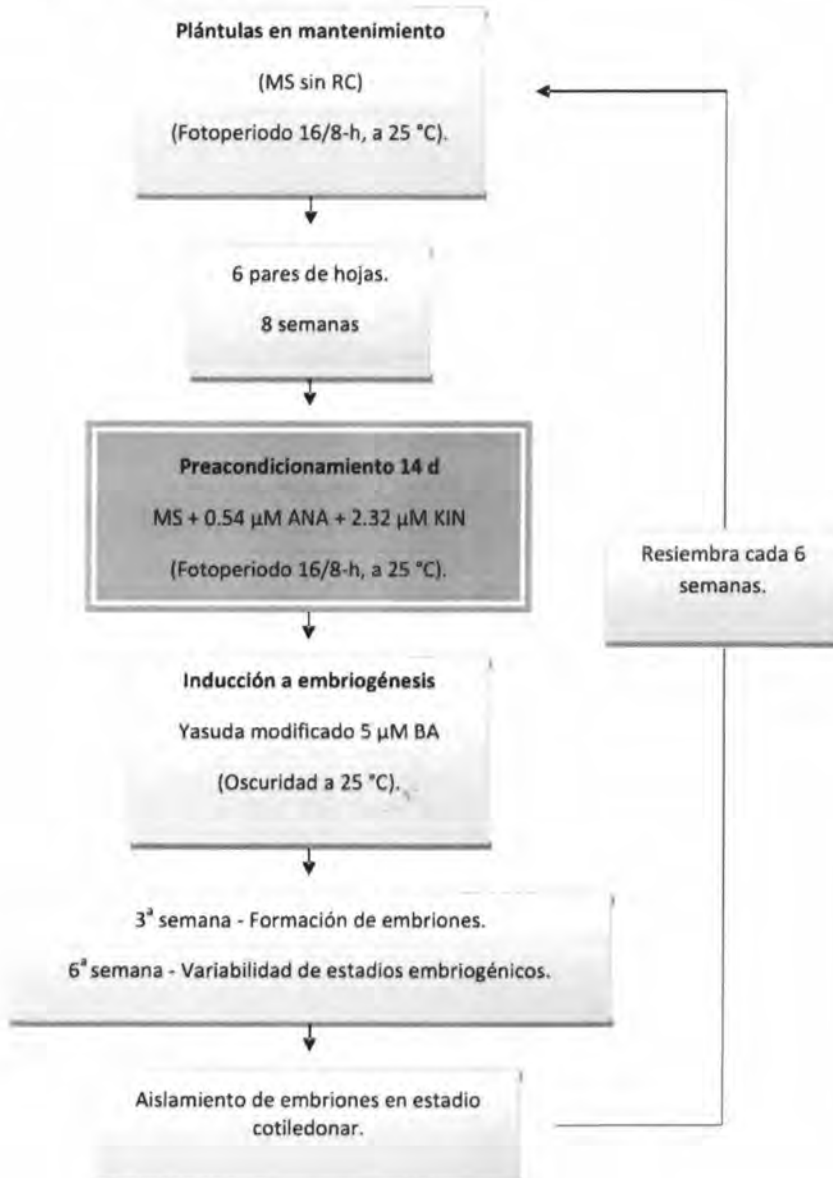 Plántulas en mantenimiento
(MS sin RC)
(Fotoperiodo 16/8-h, a 25 °C).
6 pares de hojas.
8 semanas
Preacondicionamiento 14 d
MS + 0.54 µM ANA + 2.32 µM KIN
(Fotoperiodo 16/8-h, a 25 °C).
Resiembra cada 6
semanas.
Inducción a embriogénesis
Yasuda modificado 5 µM BA
(Oscuridad a 25 °C).
3ª semana - Formación de embriones.
6ª semana - Variabilidad de estadios embriogénicos.
Aislamiento de embriones en estadio
cotiledonar.